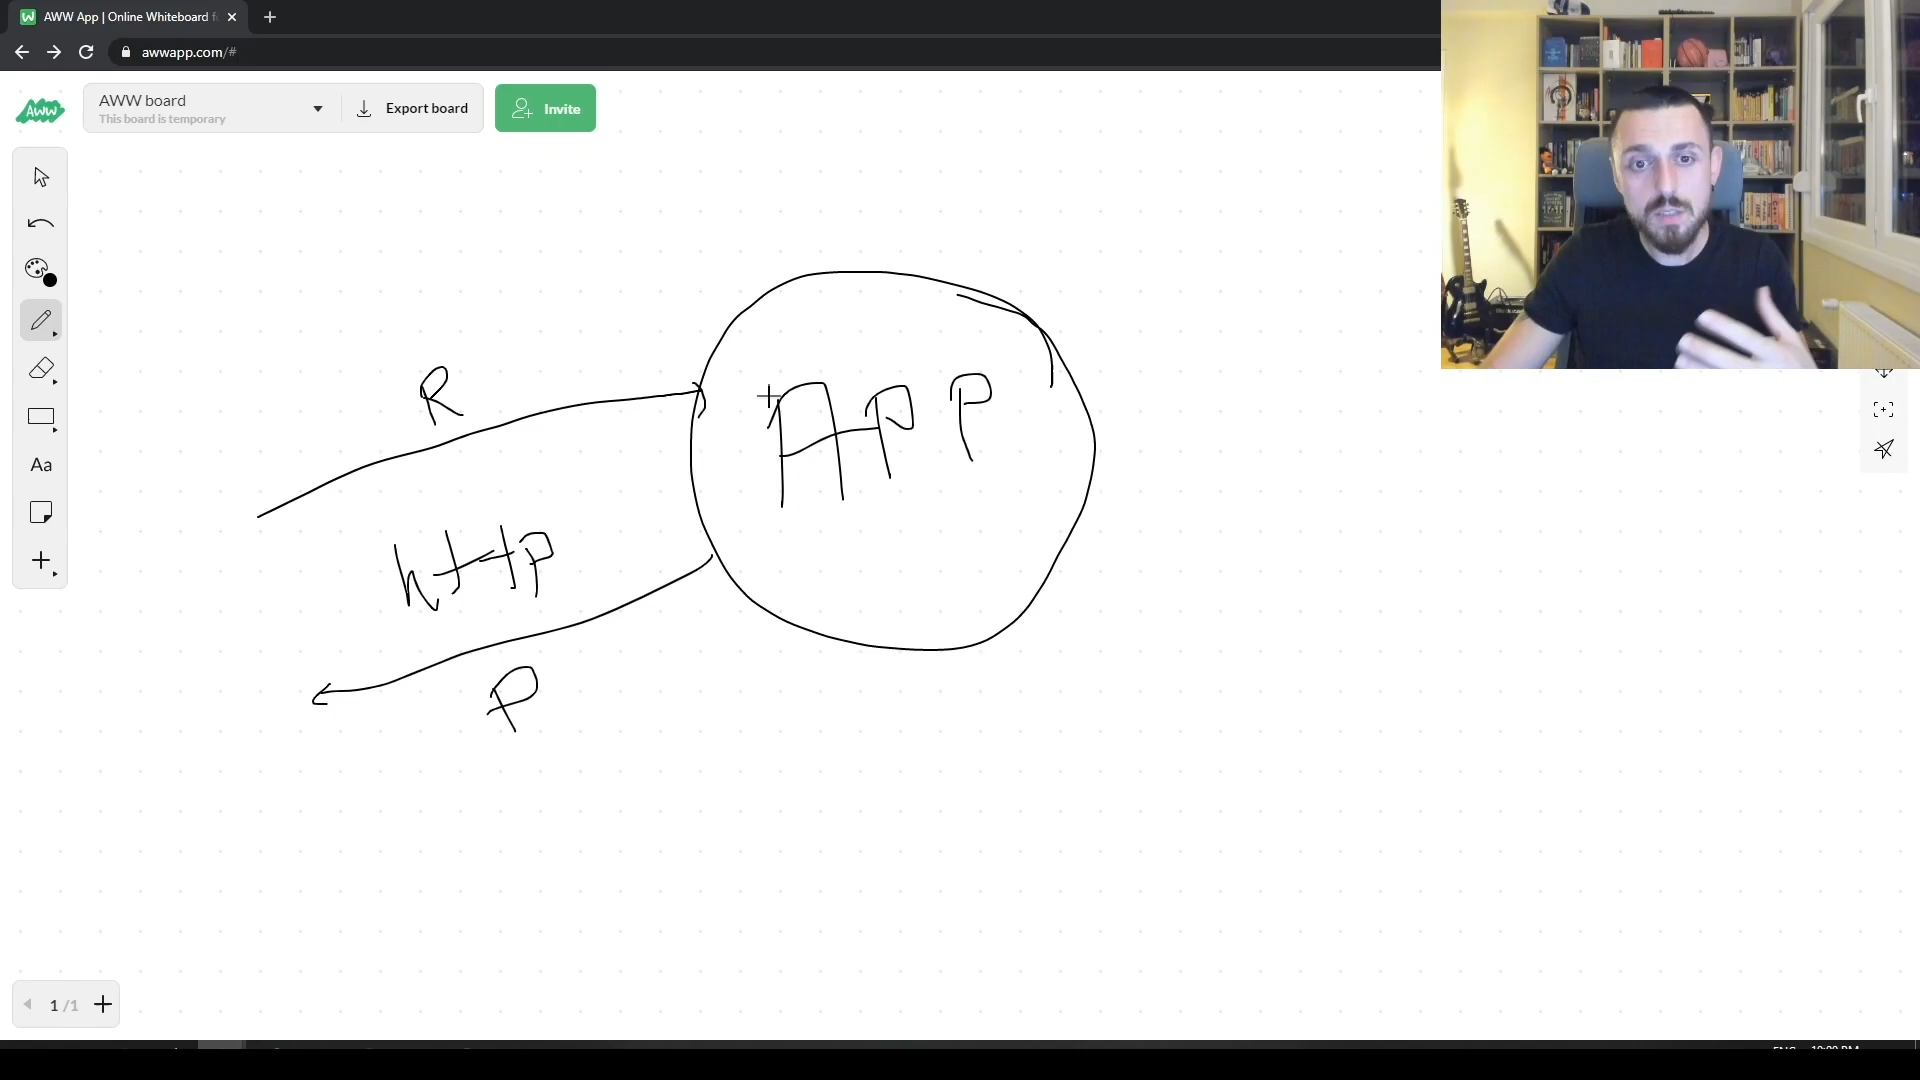 AWW App | Online Whiteboard f
awwapp.com/#
AWW
AWW board
This board is temporary
Export board
Invite
R
APP
http
P
Aa
1 /1